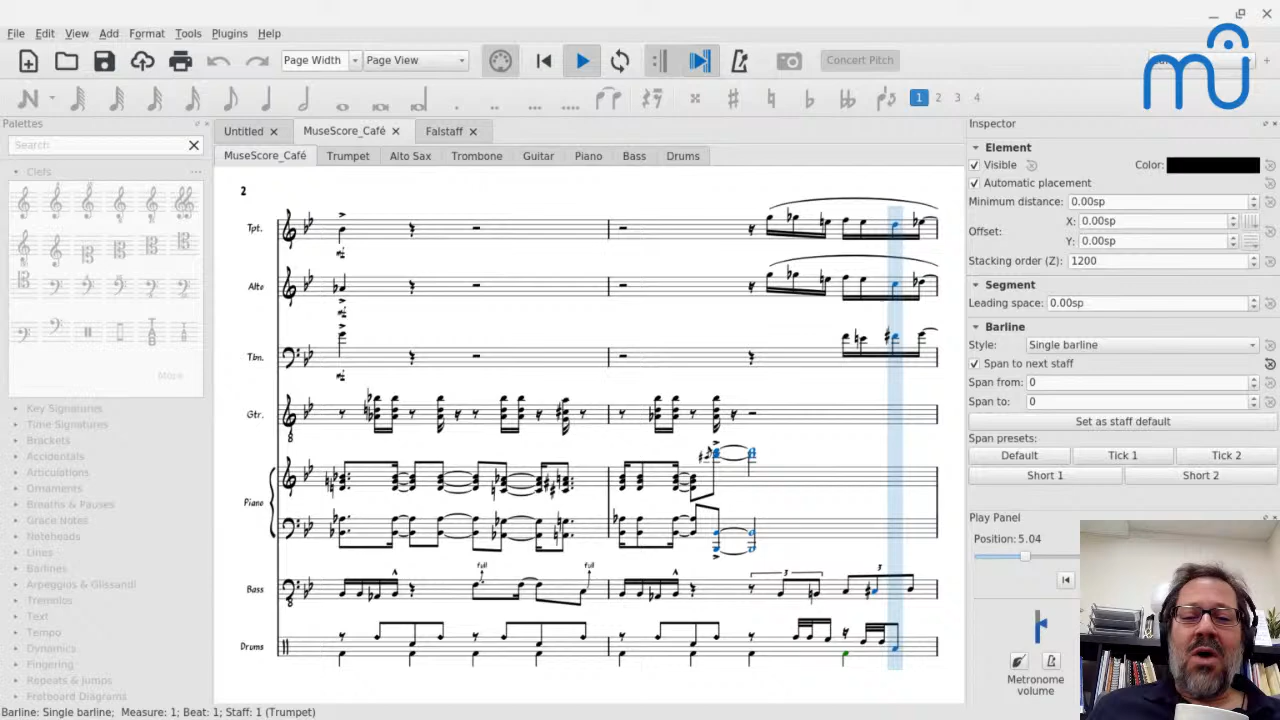 File Edit View Add Format Tools Plugins Help
Page Width Page View Concert Pitch
1 2 3 4
Palettes
Search
Clefs
More
Key Signatures
Time Signatures
Brackets
Accidentals
Articulations
Ornaments
Breaths & Pauses
Grace Notes
Noteheads
Lines
Barlines
Arpeggios & Glissandi
Tremolos
Text
Tempo
Dynamics
Fingering
Repeats & Jumps
Fretboard Diagrams
Untitled MuseScore_Café Falstaff
MuseScore_Café Trumpet Alto Sax Trombone Guitar Piano Bass Drums
2
Tpt.
mf
Alto
mf
Tbn.
mf
Gtr.
8
Piano
full full
3 3
Bass
8
Drums
Inspector
Element
Visible Color:
Automatic placement
Minimum distance: 0.00sp
Offset: X: 0.00sp
Y: 0.00sp
Stacking order (Z): 1200
Segment
Leading space: 0.00sp
Barline
Style: Single barline
Span to next staff
Span from: 0
Span to: 0
Set as staff default
Span presets:
Default Tick 1 Tick 2
Short 1 Short 2
Play Panel
Position: 5.04
Metronome
volume
Barline: Single barline; Measure: 1; Beat: 1; Staff: 1 (Trumpet)